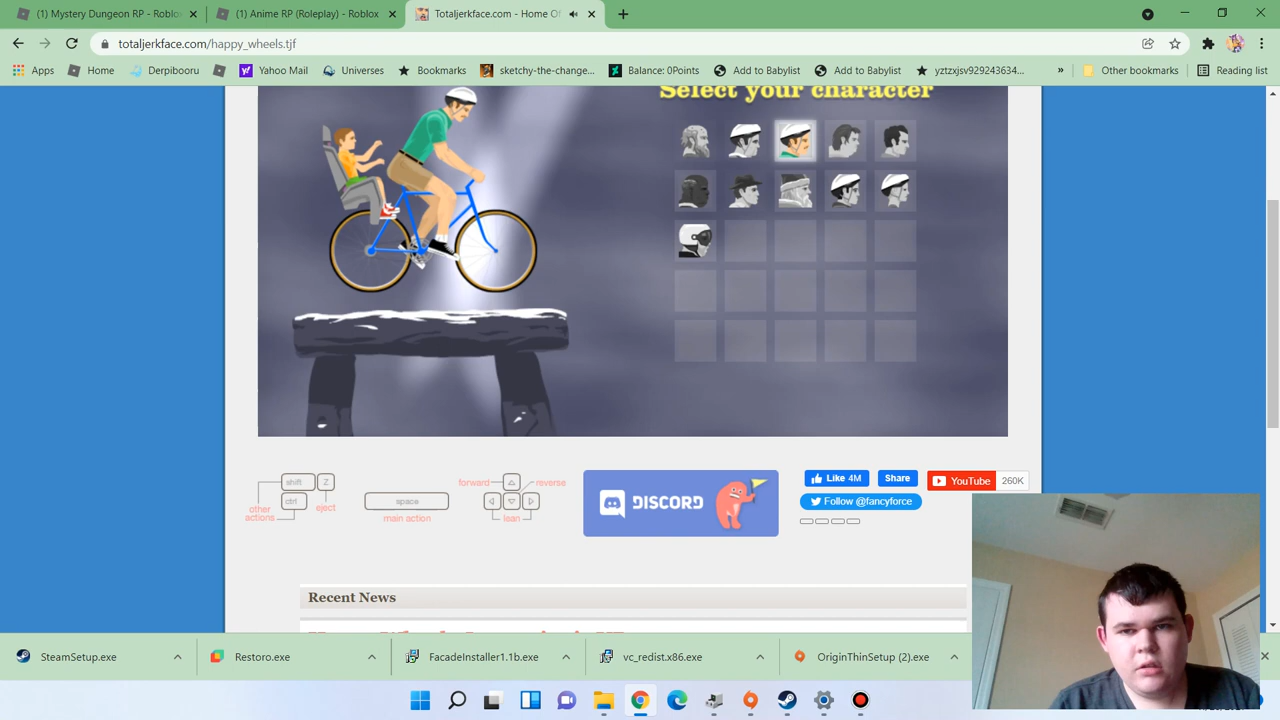 (1) Mystery Dungeon RP - Roblox
(1) Anime RP (Roleplay) - Roblox
Totaljerkface.com - Home Of
totaljerkface.com/happy_wheels.tjf
Apps Home Derpibooru Yahoo Mail Universes Bookmarks sketchy-the-change... Balance: 0Points Add to Babylist Add to Babylist yztzxjsv929243634... » Other bookmarks Reading list
Select your character
shift Z
ctrl
other actions
eject
space
main action
forward reverse
lean
DISCORD
Like 4M Share
YouTube 260K
Follow @fancyforce
Recent News
SteamSetup.exe Restoro.exe FacadeInstaller1.1b.exe vc_redist.x86.exe OriginThinSetup (2).exe